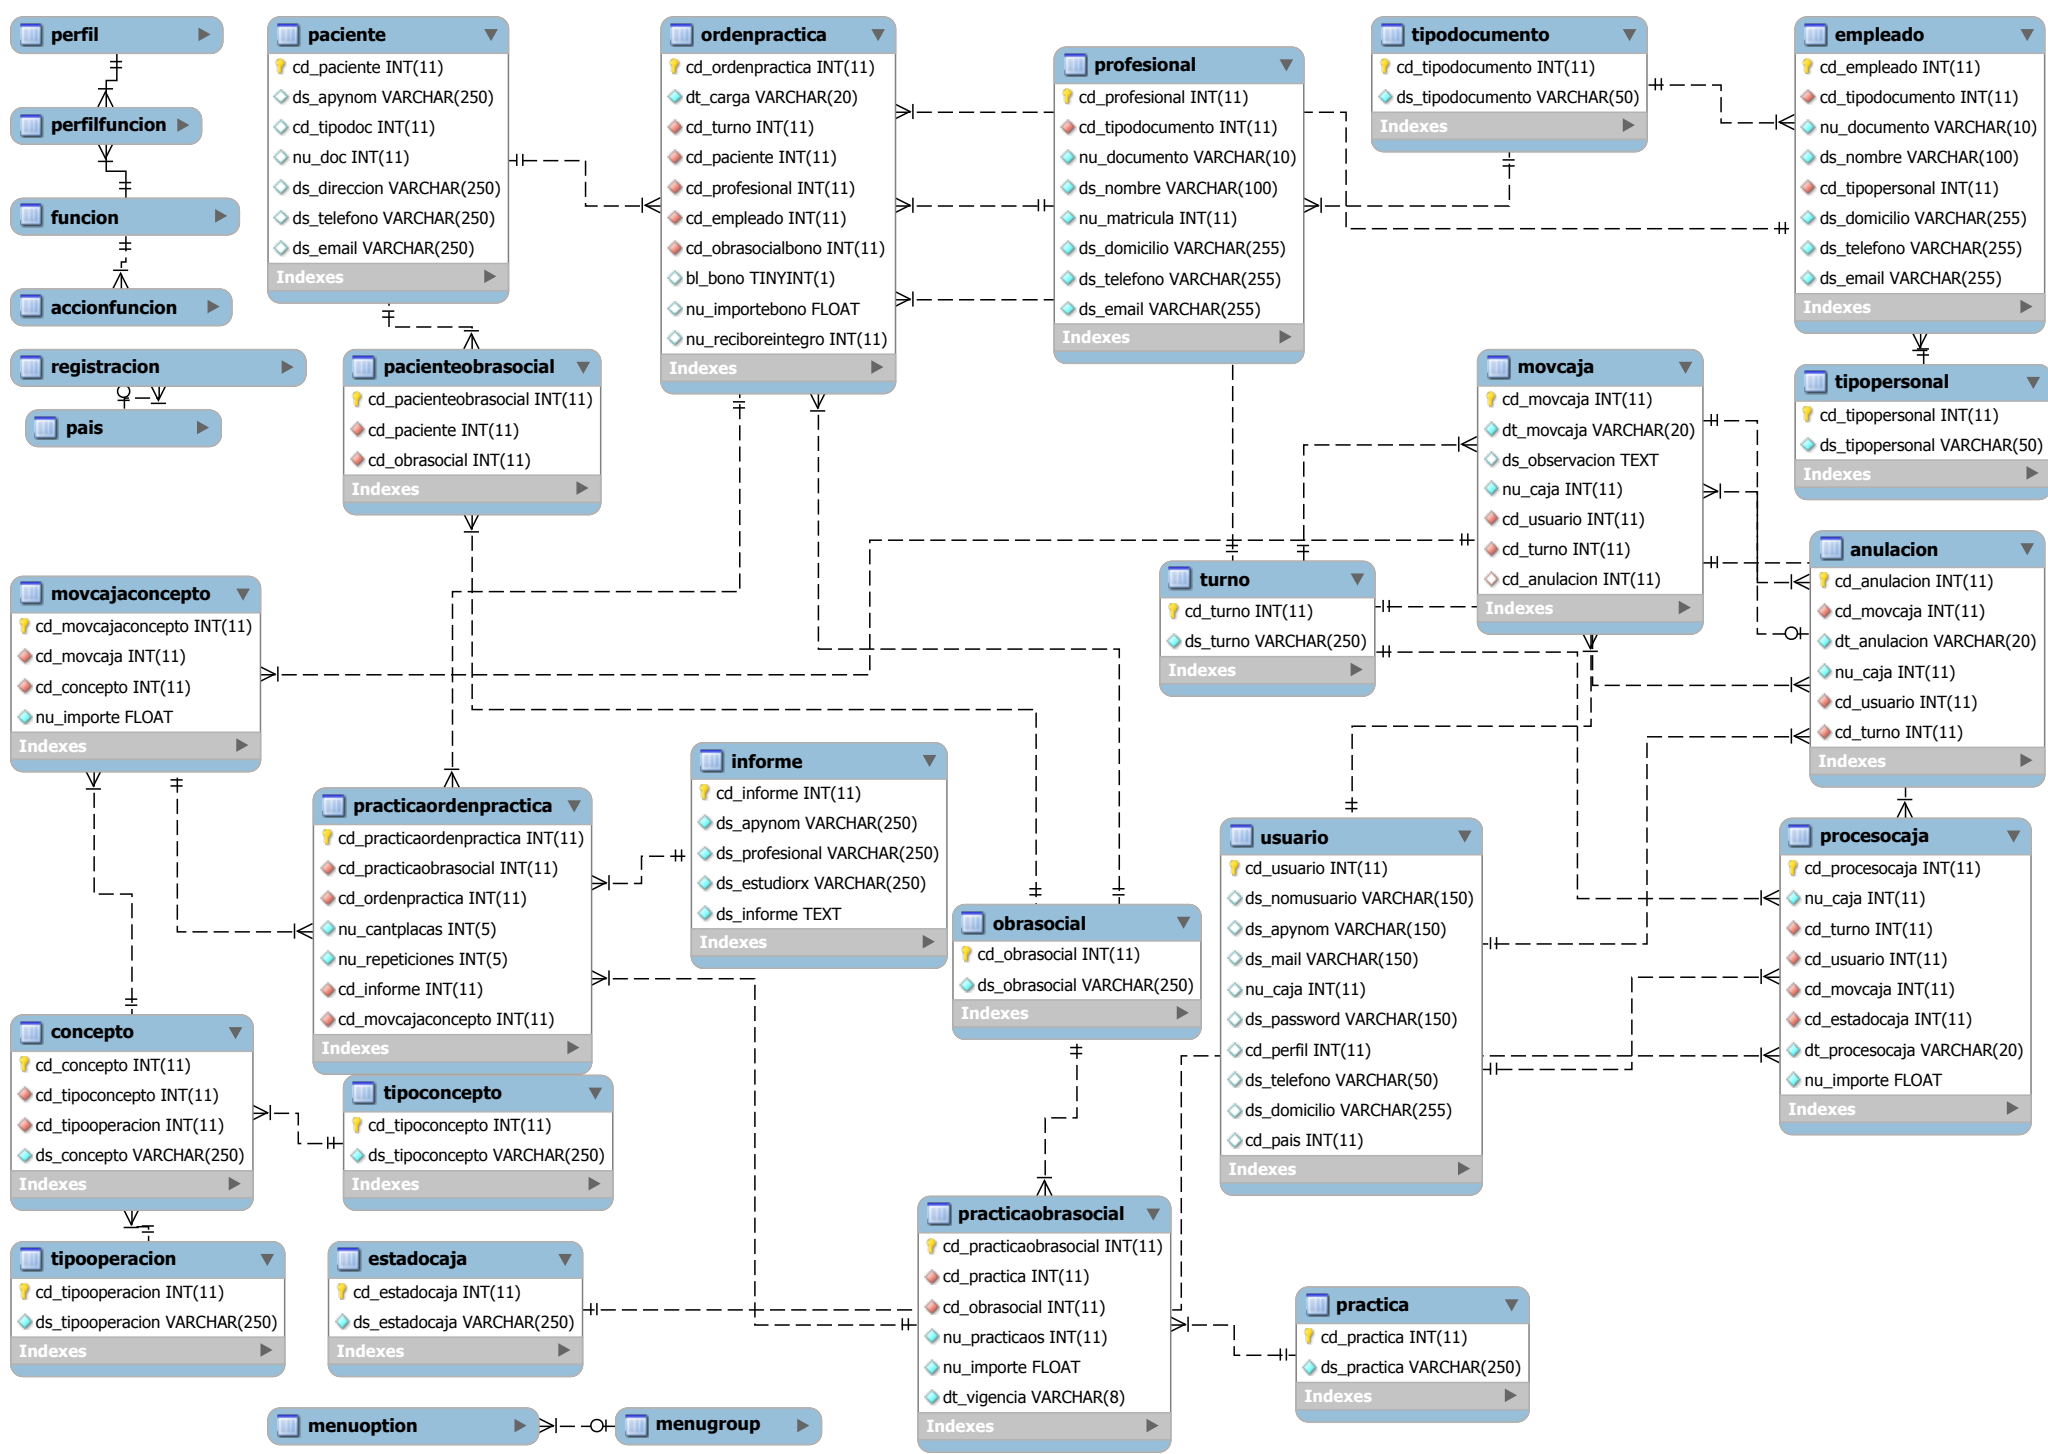 perfil
perfilfuncion
funcion
accionfuncion
registracion
pais
paciente
cd_paciente INT(11)
ds_apynom VARCHAR(250)
cd_tipodoc INT(11)
nu_doc INT(11)
ds_direccion VARCHAR(250)
ds_telefono VARCHAR(250)
ds_email VARCHAR(250)
Indexes
pacienteobrasocial
cd_pacienteobrasocial INT(11)
cd_paciente INT(11)
cd_obrasocial INT(11)
Indexes
ordenpractica
cd_ordenpractica INT(11)
dt_carga VARCHAR(20)
cd_turno INT(11)
cd_paciente INT(11)
cd_profesional INT(11)
cd_empleado INT(11)
cd_obrasocialbono INT(11)
bl_bono TINYINT(1)
nu_importebono FLOAT
nu_reciboreintegro INT(11)
Indexes
profesional
cd_profesional INT(11)
cd_tipodocumento INT(11)
nu_documento VARCHAR(10)
ds_nombre VARCHAR(100)
nu_matricula INT(11)
ds_domicilio VARCHAR(255)
ds_telefono VARCHAR(255)
ds_email VARCHAR(255)
Indexes
tipodocumento
cd_tipodocumento INT(11)
ds_tipodocumento VARCHAR(50)
Indexes
empleado
cd_empleado INT(11)
cd_tipodocumento INT(11)
nu_documento VARCHAR(10)
ds_nombre VARCHAR(100)
cd_tipopersonal INT(11)
ds_domicilio VARCHAR(255)
ds_telefono VARCHAR(255)
ds_email VARCHAR(255)
Indexes
tipopersonal
cd_tipopersonal INT(11)
ds_tipopersonal VARCHAR(50)
Indexes
movcaja
cd_movcaja INT(11)
dt_movcaja VARCHAR(20)
ds_observacion TEXT
nu_caja INT(11)
cd_usuario INT(11)
cd_turno INT(11)
cd_anulacion INT(11)
Indexes
turno
cd_turno INT(11)
ds_turno VARCHAR(250)
Indexes
anulacion
cd_anulacion INT(11)
cd_movcaja INT(11)
dt_anulacion VARCHAR(20)
nu_caja INT(11)
cd_usuario INT(11)
cd_turno INT(11)
Indexes
movcajaconcepto
cd_movcajaconcepto INT(11)
cd_movcaja INT(11)
cd_concepto INT(11)
nu_importe FLOAT
Indexes
practicaordenpractica
cd_practicaordenpractica INT(11)
cd_practicaobrasocial INT(11)
cd_ordenpractica INT(11)
nu_cantplacas INT(5)
nu_repeticiones INT(5)
cd_informe INT(11)
cd_movcajaconcepto INT(11)
Indexes
informe
cd_informe INT(11)
ds_apynom VARCHAR(250)
ds_profesional VARCHAR(250)
ds_estudiorx VARCHAR(250)
ds_informe TEXT
Indexes
obrasocial
cd_obrasocial INT(11)
ds_obrasocial VARCHAR(250)
Indexes
usuario
cd_usuario INT(11)
ds_nomusuario VARCHAR(150)
ds_apynom VARCHAR(150)
ds_mail VARCHAR(150)
nu_caja INT(11)
ds_password VARCHAR(150)
cd_perfil INT(11)
ds_telefono VARCHAR(50)
ds_domicilio VARCHAR(255)
cd_pais INT(11)
Indexes
procesocaja
cd_procesocaja INT(11)
nu_caja INT(11)
cd_turno INT(11)
cd_usuario INT(11)
cd_movcaja INT(11)
cd_estadocaja INT(11)
dt_procesocaja VARCHAR(20)
nu_importe FLOAT
Indexes
concepto
cd_concepto INT(11)
cd_tipoconcepto INT(11)
cd_tipooperacion INT(11)
ds_concepto VARCHAR(250)
Indexes
tipoconcepto
cd_tipoconcepto INT(11)
ds_tipoconcepto VARCHAR(250)
Indexes
tipooperacion
cd_tipooperacion INT(11)
ds_tipooperacion VARCHAR(250)
Indexes
estadocaja
cd_estadocaja INT(11)
ds_estadocaja VARCHAR(250)
Indexes
practicaobrasocial
cd_practicaobrasocial INT(11)
cd_practica INT(11)
cd_obrasocial INT(11)
nu_practicaos INT(11)
nu_importe FLOAT
dt_vigencia VARCHAR(8)
Indexes
practica
cd_practica INT(11)
ds_practica VARCHAR(250)
Indexes
menuoption
menugroup